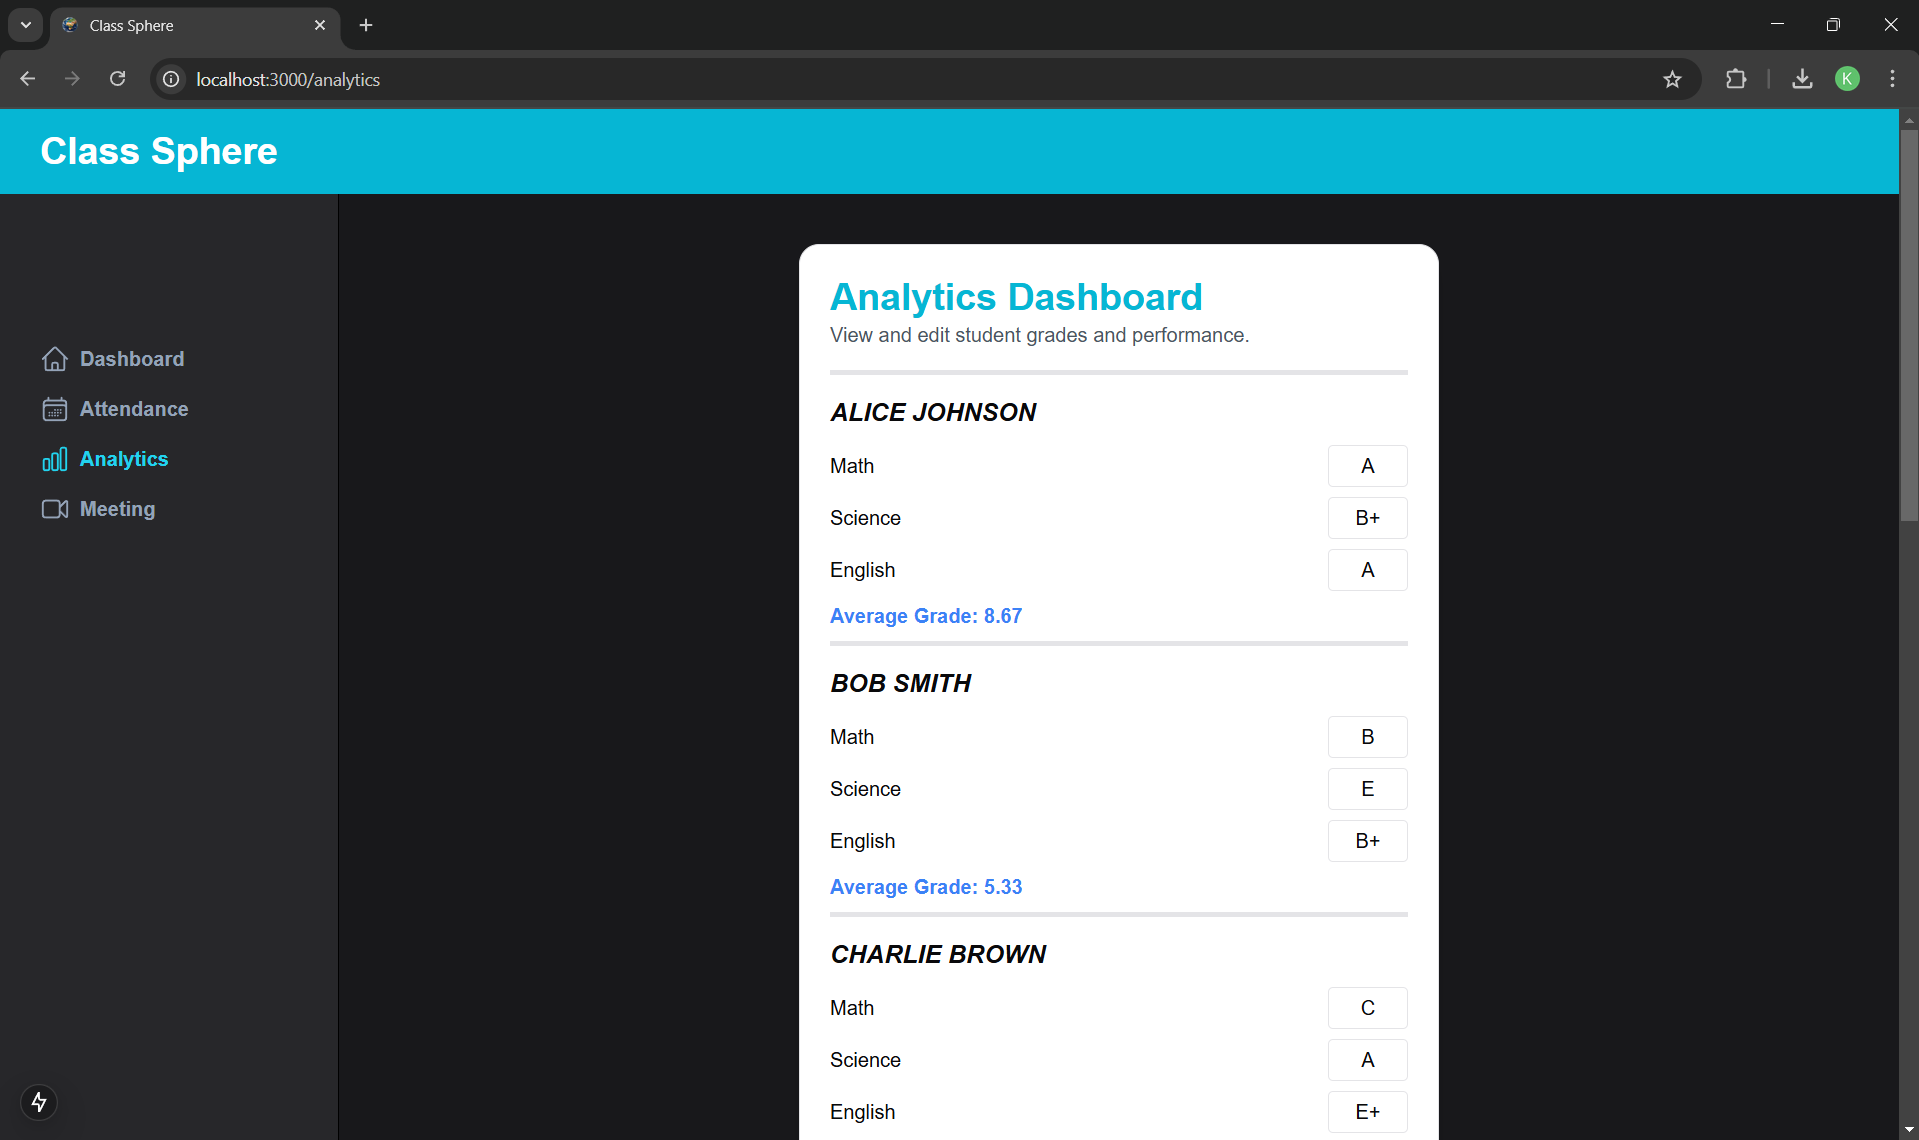 Class Sphere
localhost:3000/analytics
K
Class Sphere
Dashboard
Attendance
Analytics
Meeting
Analytics Dashboard
View and edit student grades and performance.
ALICE JOHNSON
Math A
Science B+
English A
Average Grade: 8.67
BOB SMITH
Math B
Science E
English B+
Average Grade: 5.33
CHARLIE BROWN
Math C
Science A
English E+